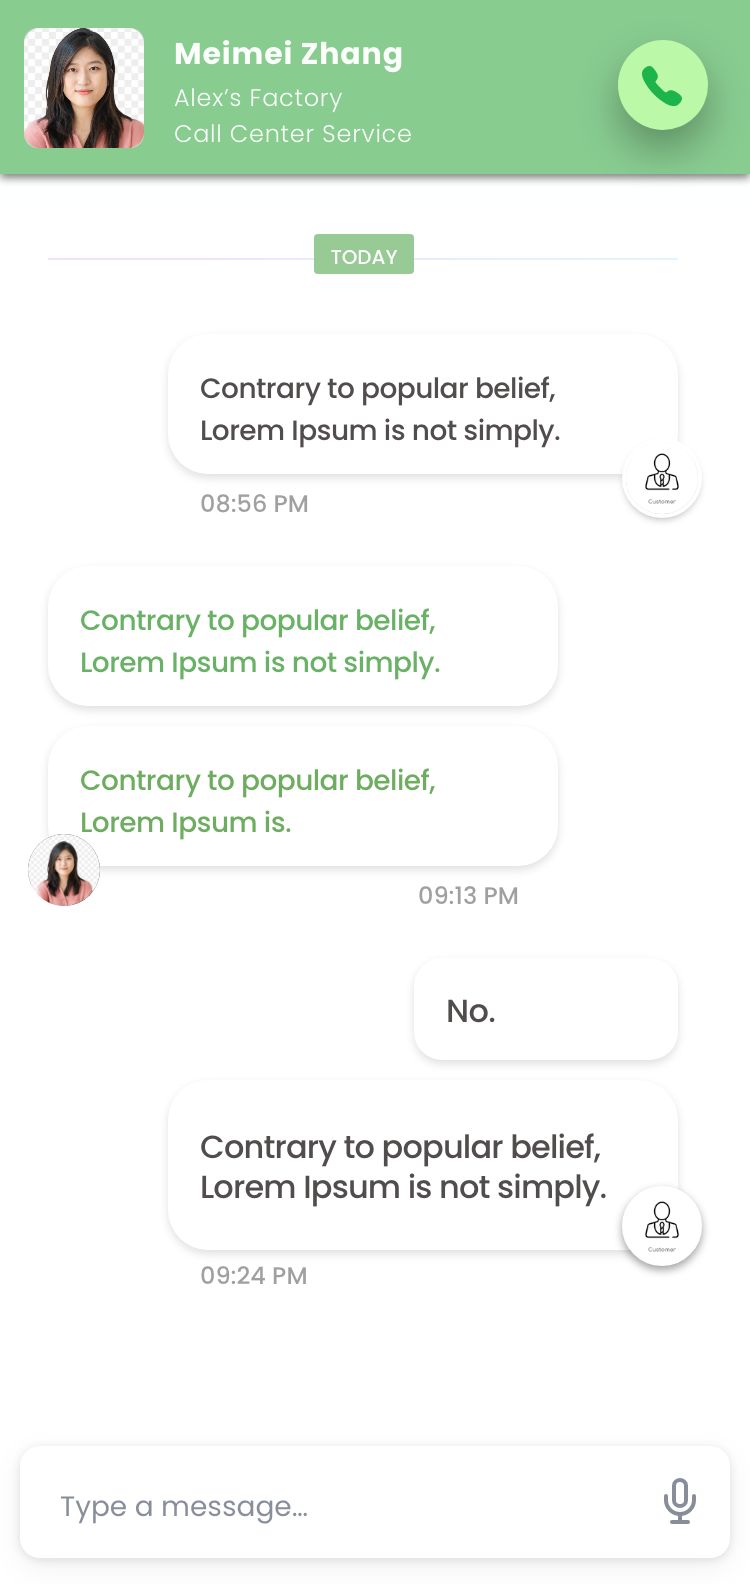 Meimei Zhang
Alex’s Factory
Call Center Service
TODAY
Contrary to popular belief,
Lorem Ipsum is not simply.
Customer
08:56 PM
Contrary to popular belief,
Lorem Ipsum is not simply.
Contrary to popular belief,
Lorem Ipsum is.
09:13 PM
No.
Contrary to popular belief,
Lorem Ipsum is not simply.
Customer
09:24 PM
Type a message...